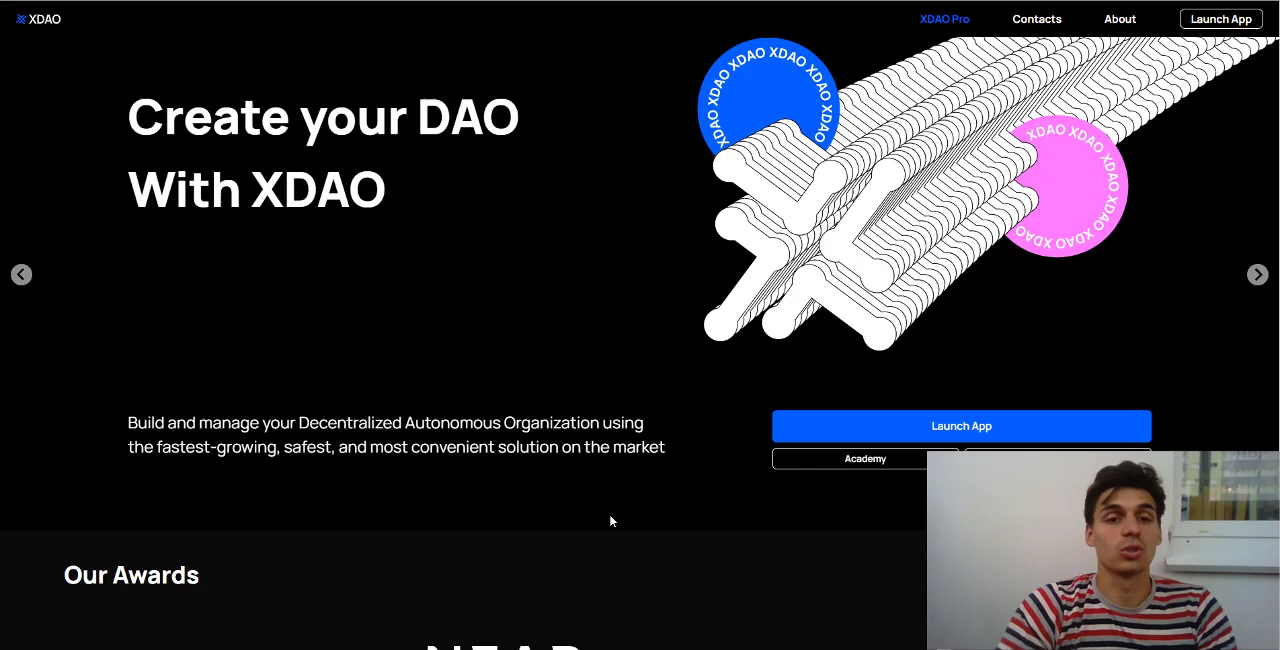 XDAO
XDAO Pro
Contacts
About
Launch App
Create your DAO
With XDAO
XDAO XDAO XDAO XDAO XDAO
XDAO XDAO XDAO XDAO XDAO XDAO
Build and manage your Decentralized Autonomous Organization using
the fastest-growing, safest, and most convenient solution on the market
Launch App
Academy
Our Awards